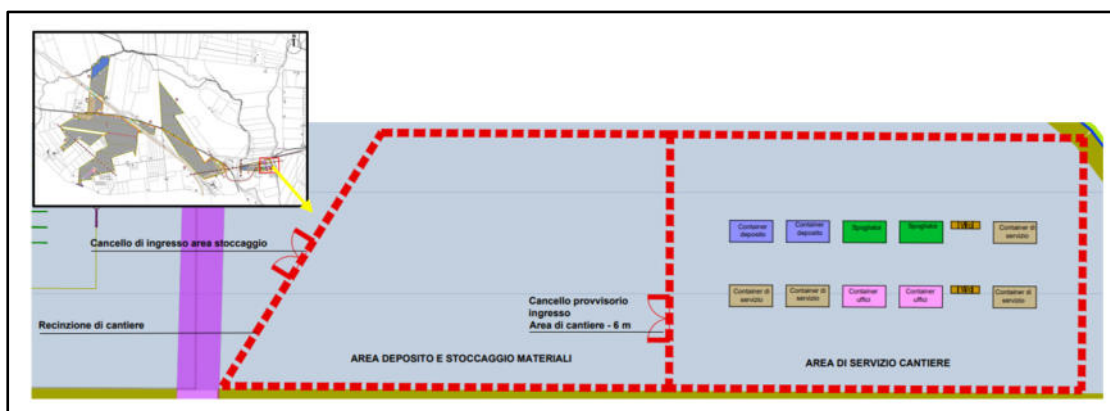 Cancello di ingresso area stoccaggio
Recinzione di cantiere
Cancello provvisorio
ingresso
Area di cantiere - 6 m
AREA DEPOSITO E STOCCAGGIO MATERIALI
Container
deposito
Container
deposito
Spogliatoi
Spogliatoi
Container di
servizio
Container di
servizio
Container di
servizio
Container
uffici
Container
uffici
Container di
servizio
AREA DI SERVIZIO CANTIERE